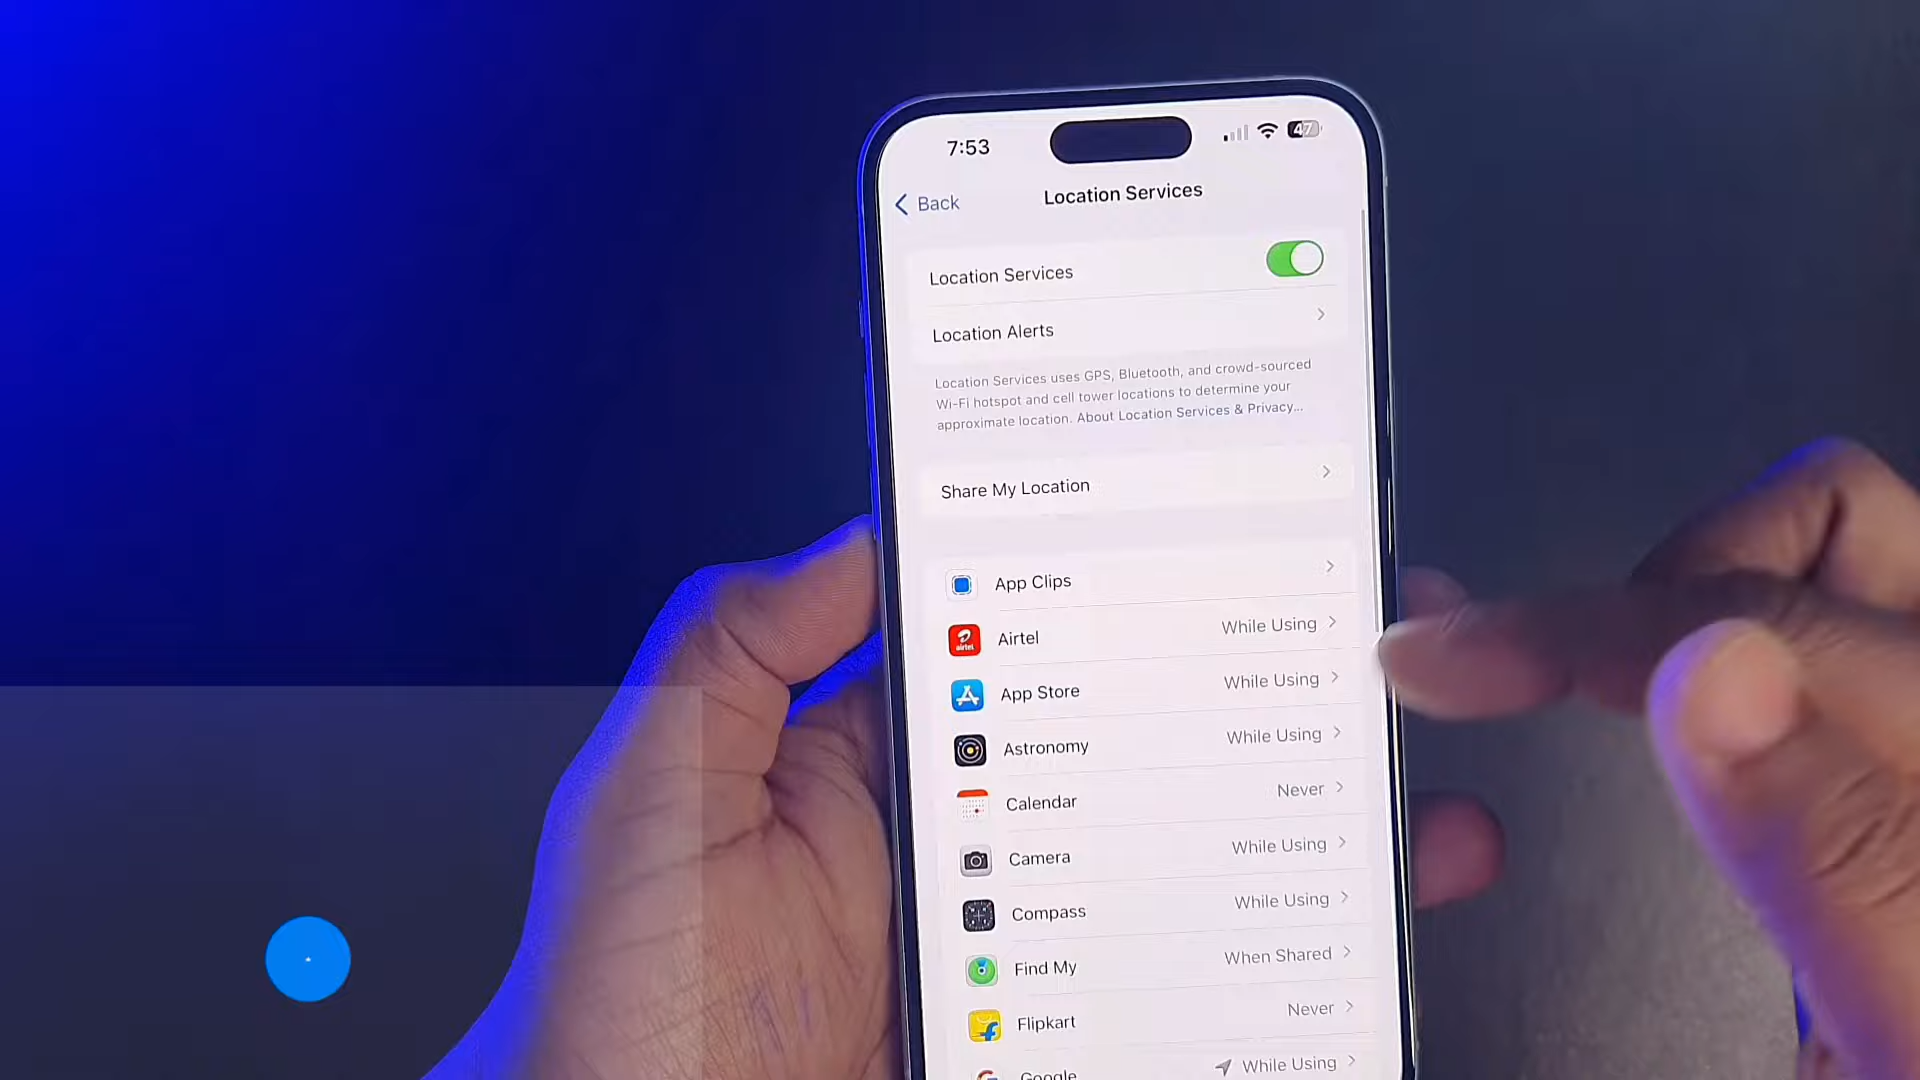 7:53
47
Back
Location Services
Location Services
Location Alerts
Location Services uses GPS, Bluetooth, and crowd-sourced
Wi-Fi hotspot and cell tower locations to determine your
approximate location. About Location Services & Privacy...
Share My Location
App Clips
airtel
Airtel While Using
App Store While Using
Astronomy While Using
Calendar Never
Camera While Using
Compass While Using
Find My When Shared
Flipkart Never
Google While Using